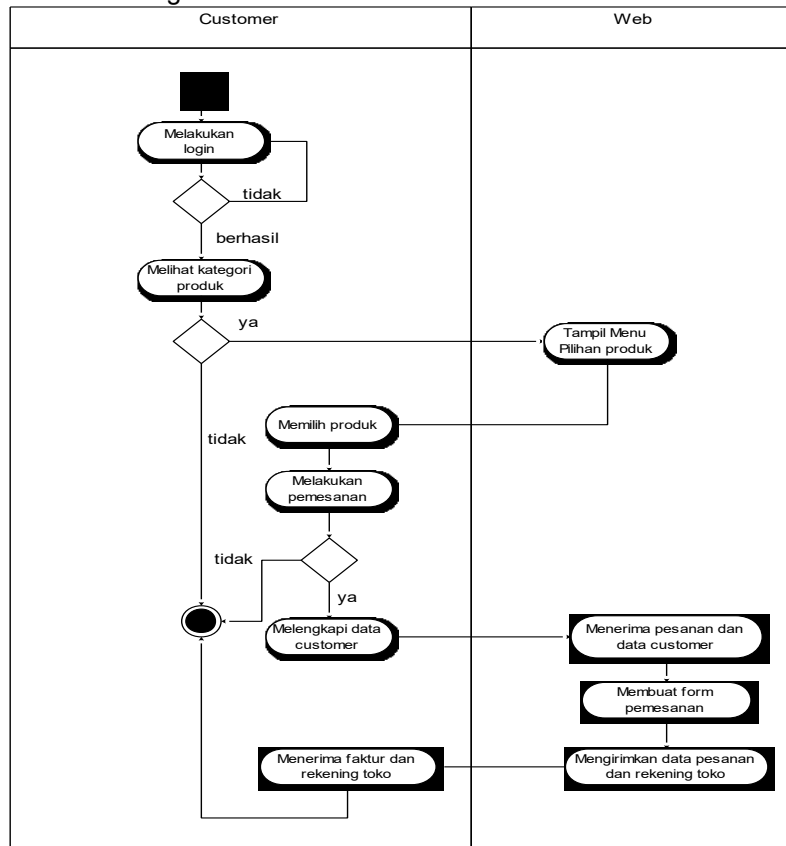 Customer
Web
Melakukan
login
tidak
berhasil
Melihat kategori
produk
ya
Tampil Menu
Pilihan produk
tidak
Memilih produk
Melakukan
pemesanan
tidak
ya
Melengkapi data
customer
Menerima pesanan dan
data customer
Membuat form
pemesanan
Menerima faktur dan
rekening toko
Mengirimkan data pesanan
dan rekening toko